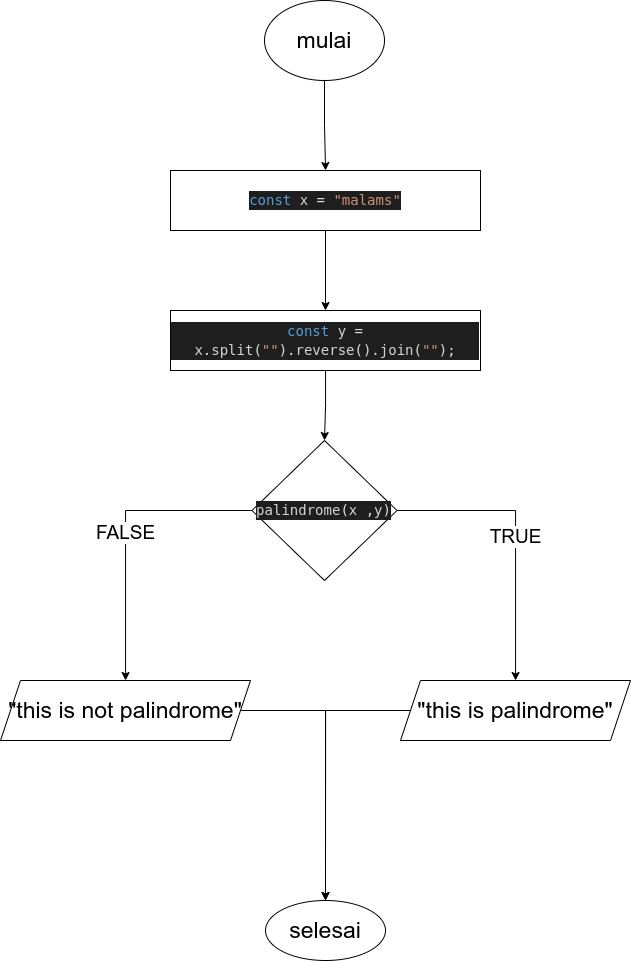 mulai
const x = "malams"
const y =
x.split("").reverse().join("");
palindrome(x ,y)
FALSE
TRUE
"this is not palindrome"
"this is palindrome"
selesai